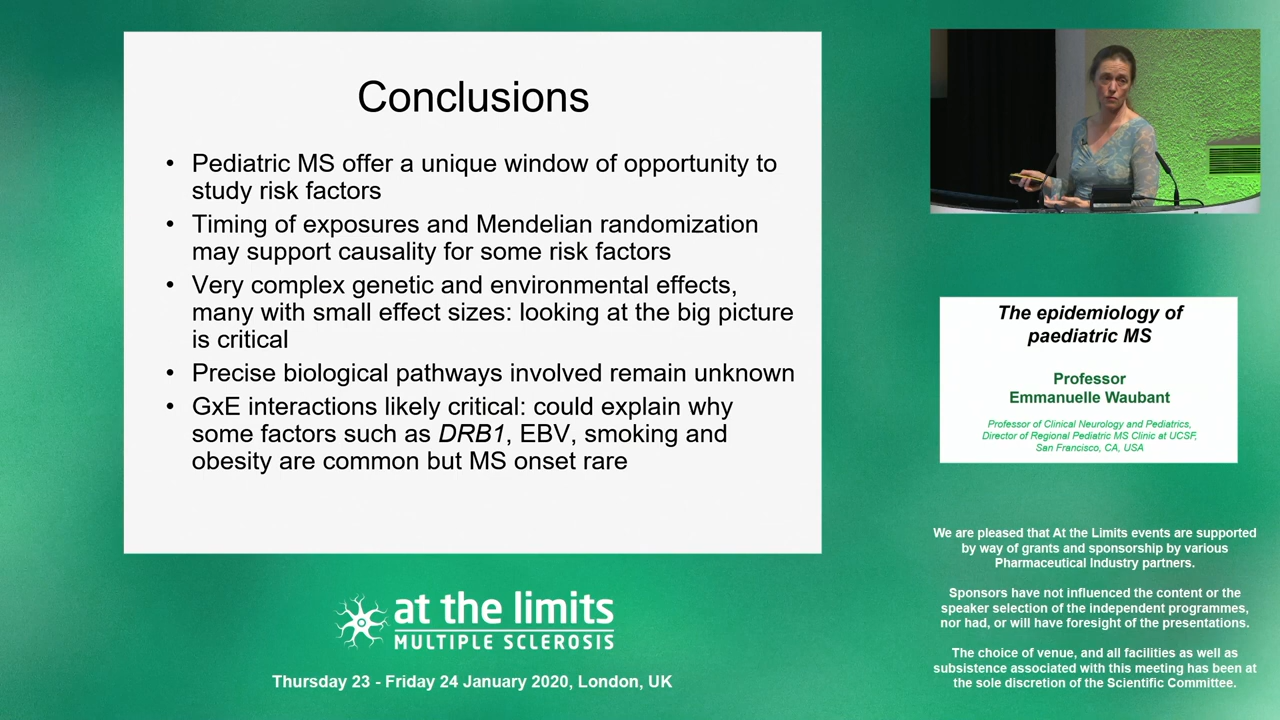 Conclusions
• Pediatric MS offer a unique window of opportunity to
study risk factors
• Timing of exposures and Mendelian randomization
may support causality for some risk factors
• Very complex genetic and environmental effects,
many with small effect sizes: looking at the big picture
is critical
• Precise biological pathways involved remain unknown
• GxE interactions likely critical: could explain why
some factors such as DRB1, EBV, smoking and
obesity are common but MS onset rare
at the limits
MULTIPLE SCLEROSIS
Thursday 23 - Friday 24 January 2020, London, UK
The epidemiology of
paediatric MS
Professor
Emmanuelle Waubant
Professor of Clinical Neurology and Pediatrics,
Director of Regional Pediatric MS Clinic at UCSF,
San Francisco, CA, USA
We are pleased that At the Limits events are supported
by way of grants and sponsorship by various
Pharmaceutical Industry partners.
Sponsors have not influenced the content or the
speaker selection of the independent programmes,
nor had, or will have foresight of the presentations.
The choice of venue, and all facilities as well as
subsistence associated with this meeting has been at
the sole discretion of the Scientific Committee.